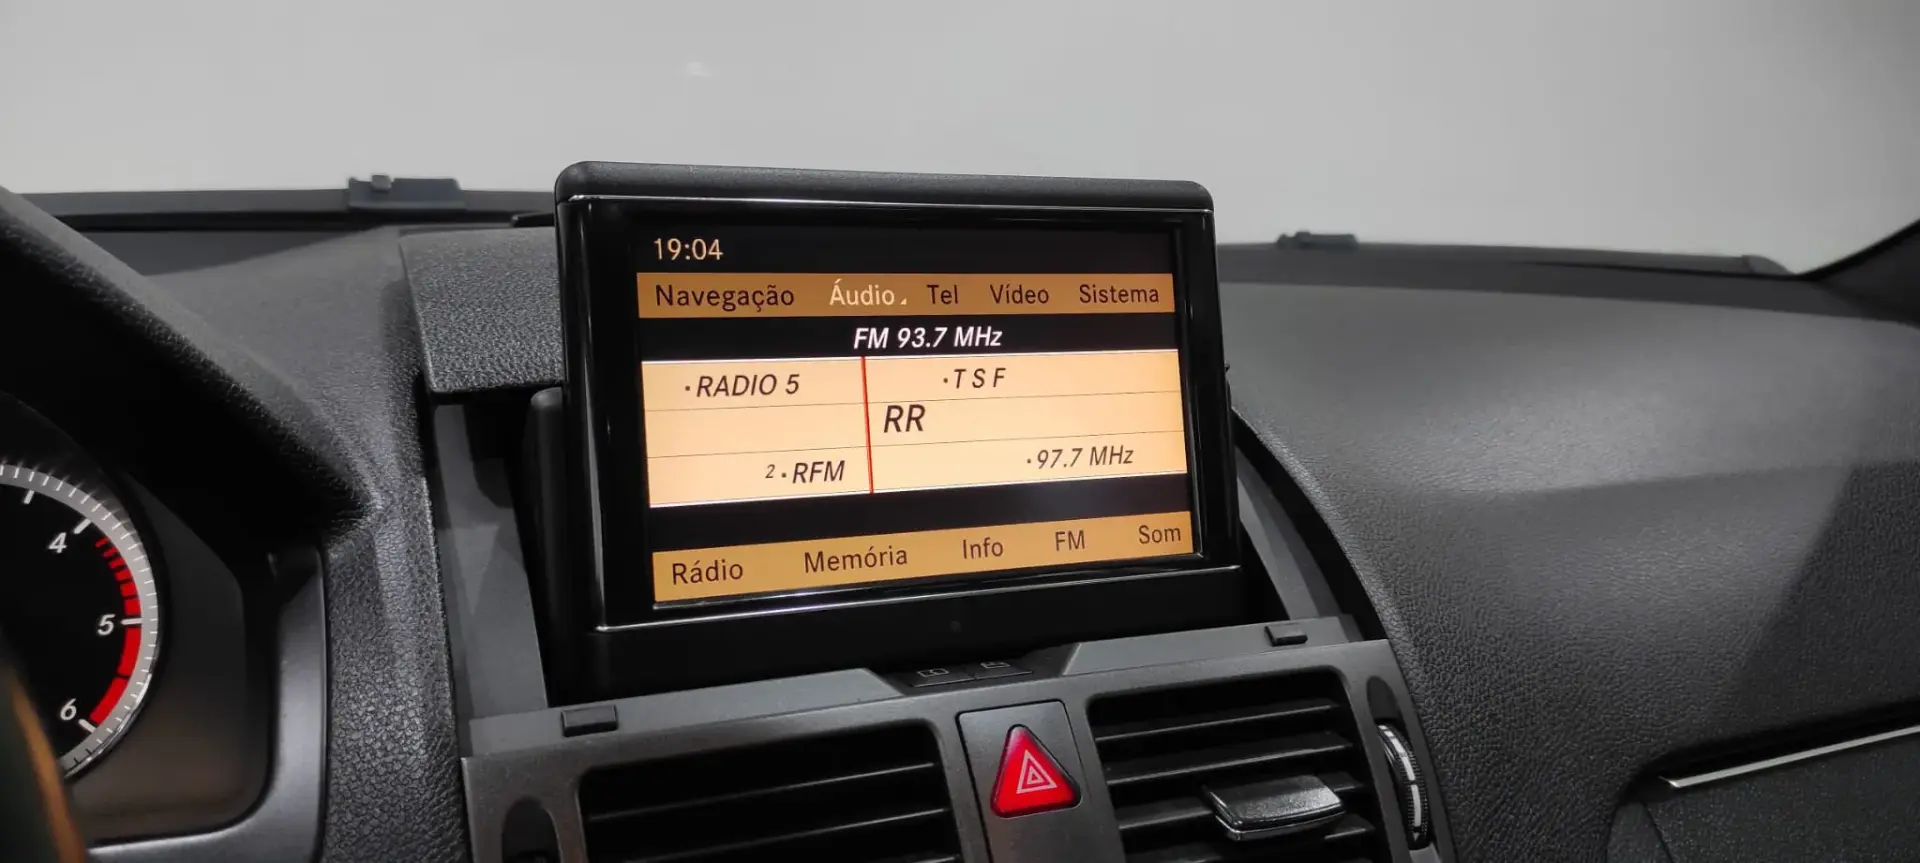 19:04
Navegação Áudio Tel Vídeo Sistema
FM 93.7 MHz
·RADIO 5 ·T S F
RR
2·RFM ·97.7 MHz
Rádio Memória Info FM Som
4
5
6